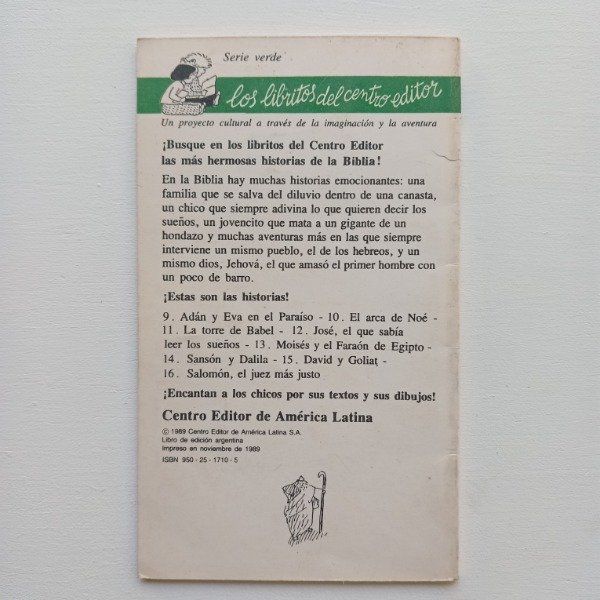 Serie verde
los libritos del centro editor
Un proyecto cultural a través de la imaginación y la aventura
¡Busque en los libritos del Centro Editor
las más hermosas historias de la Biblia!
En la Biblia hay muchas historias emocionantes: una
familia que se salva del diluvio dentro de una canasta,
un chico que siempre adivina lo que quieren decir los
sueños, un jovencito que mata a un gigante de un
hondazo y muchas aventuras más en las que siempre
interviene un mismo pueblo, el de los hebreos, y un
mismo dios, Jehová, el que amasó el primer hombre con
un poco de barro.
¡Estas son las historias!
9. Adán y Eva en el Paraíso - 10. El arca de Noé -
11. La torre de Babel - 12. José, el que sabía
leer los sueños - 13. Moisés y el Faraón de Egipto -
14. Sansón y Dalila - 15. David y Goliat -
16. Salomón, el juez más justo
¡Encantan a los chicos por sus textos y sus dibujos!
Centro Editor de América Latina
© 1989 Centro Editor de América Latina S.A.
Libro de edición argentina
Impreso en noviembre de 1989
ISBN 950 - 25 - 1710 - 5